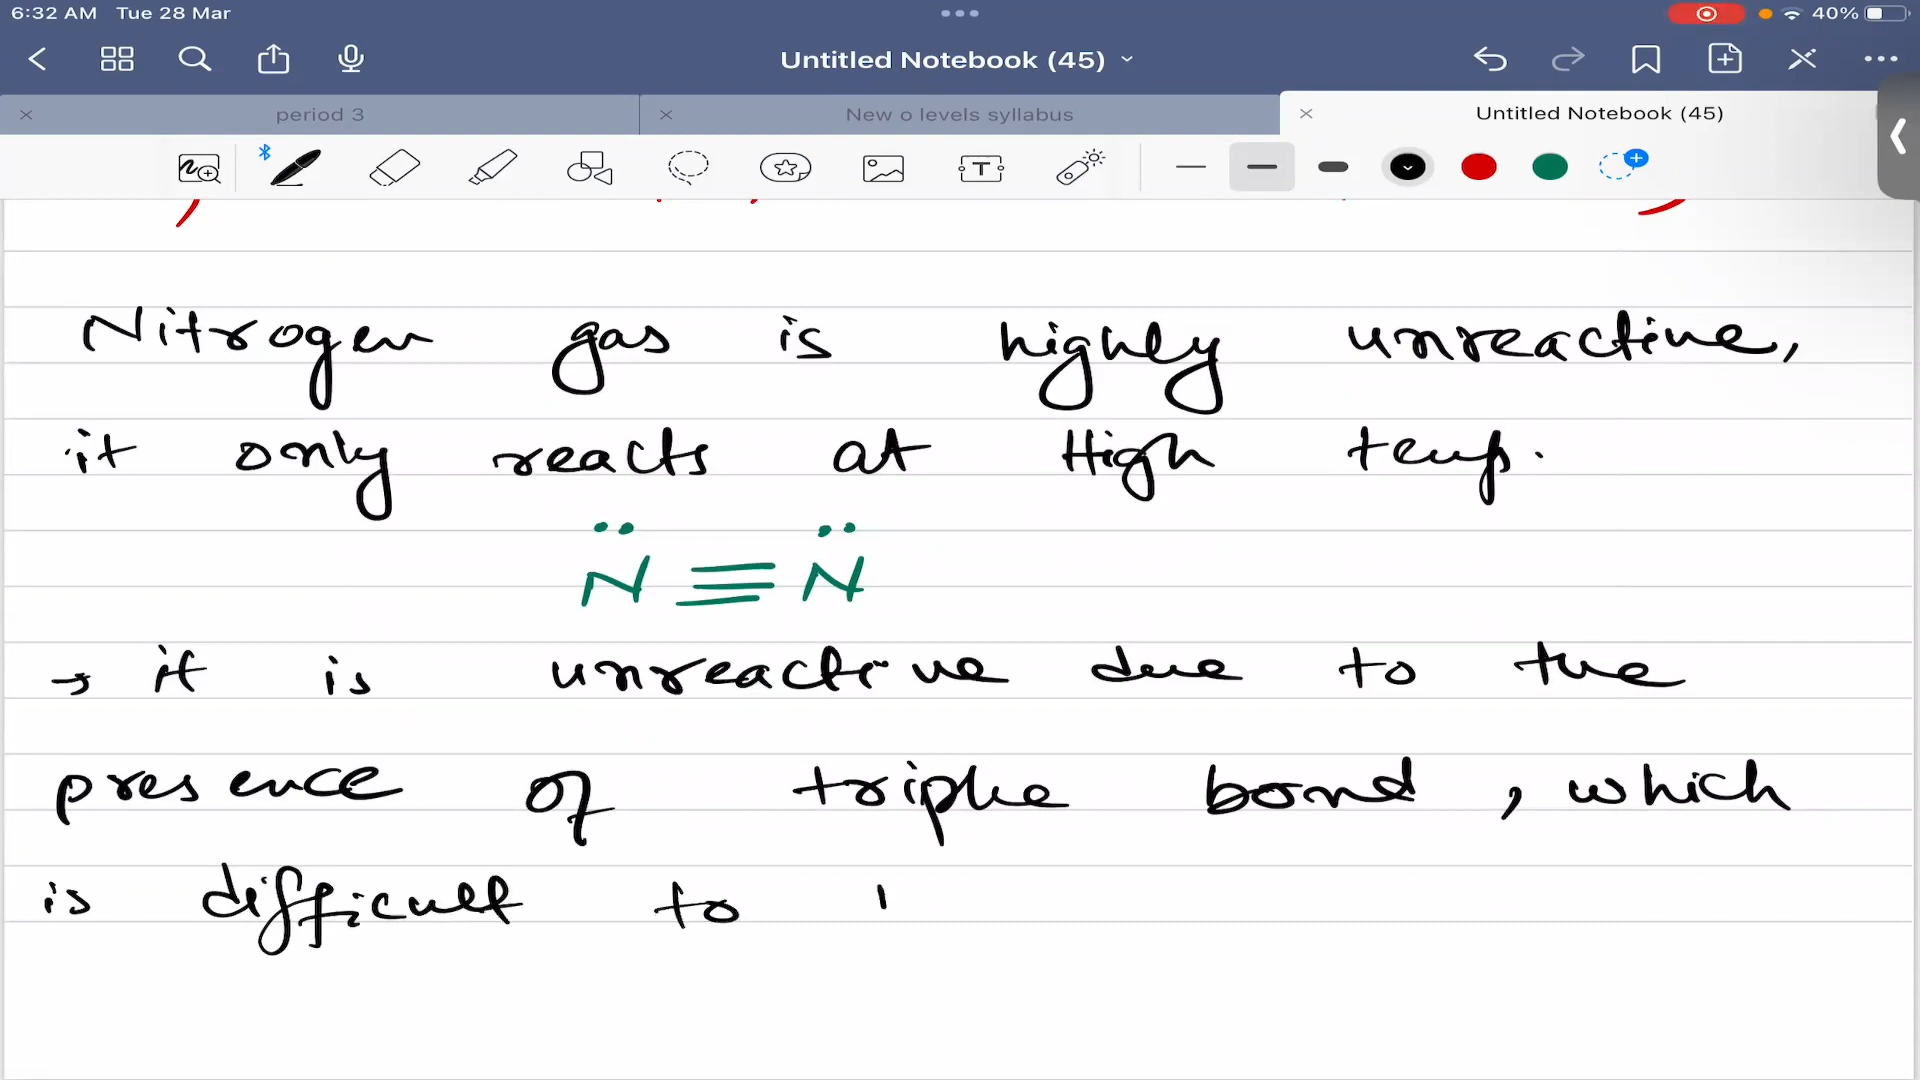 6:32 AM Tue 28 Mar
40%
Untitled Notebook (45)
period 3
New o levels syllabus
Untitled Notebook (45)
T
Nitrogen gas is highly unreactive,
it only reacts at High temp.
N ≡ N
→ it is unreactive due to the
presence of triple bond, which
is difficult to